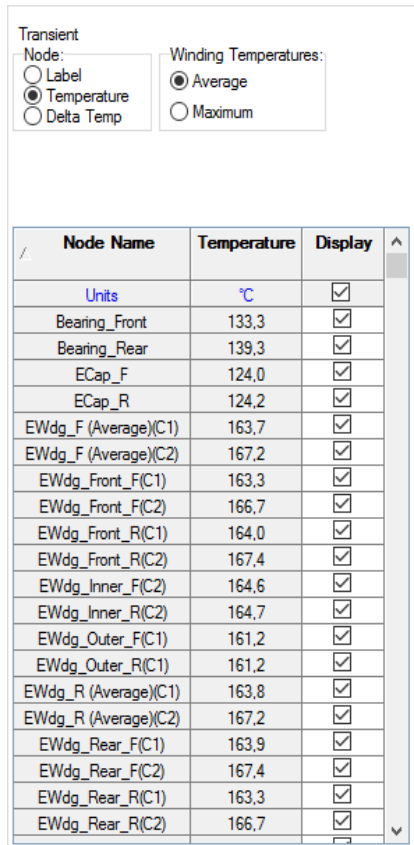 Transient
Node:
Label
Temperature
Delta Temp
Winding Temperatures:
Average
Maximum
Node Name Temperature Display
Units °C
Bearing_Front 133,3
Bearing_Rear 139,3
ECap_F 124,0
ECap_R 124,2
EWdg_F (Average)(C1) 163,7
EWdg_F (Average)(C2) 167,2
EWdg_Front_F(C1) 163,3
EWdg_Front_F(C2) 166,7
EWdg_Front_R(C1) 164,0
EWdg_Front_R(C2) 167,4
EWdg_Inner_F(C2) 164,6
EWdg_Inner_R(C2) 164,7
EWdg_Outer_F(C1) 161,2
EWdg_Outer_R(C1) 161,2
EWdg_R (Average)(C1) 163,8
EWdg_R (Average)(C2) 167,2
EWdg_Rear_F(C1) 163,9
EWdg_Rear_F(C2) 167,4
EWdg_Rear_R(C1) 163,3
EWdg_Rear_R(C2) 166,7